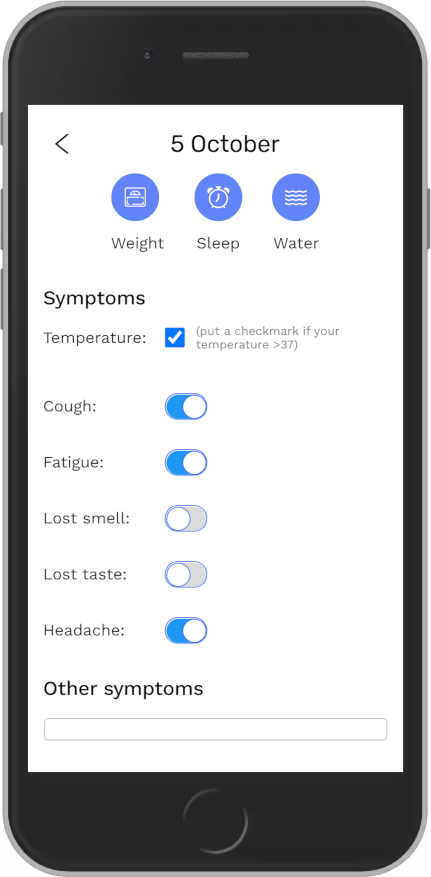 5 October
Weight Sleep Water
Symptoms
Temperature: (put a checkmark if your
temperature >37)
Cough:
Fatigue:
Lost smell:
Lost taste:
Headache:
Other symptoms